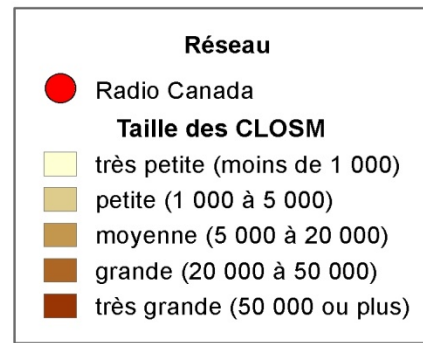 Réseau
Radio Canada
Taille des CLOSM
très petite (moins de 1 000)
petite (1 000 à 5 000)
moyenne (5 000 à 20 000)
grande (20 000 à 50 000)
très grande (50 000 ou plus)